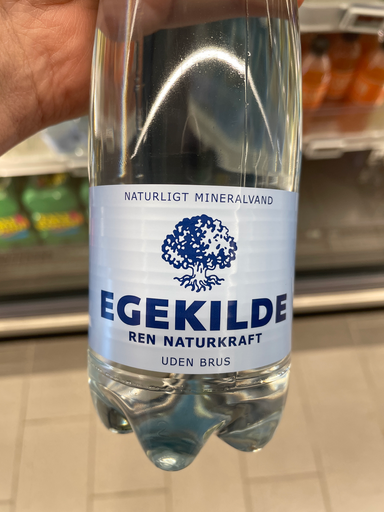 NATURLIGT MINERALVAND
EGEKILDE
REN NATURKRAFT
UDEN BRUS